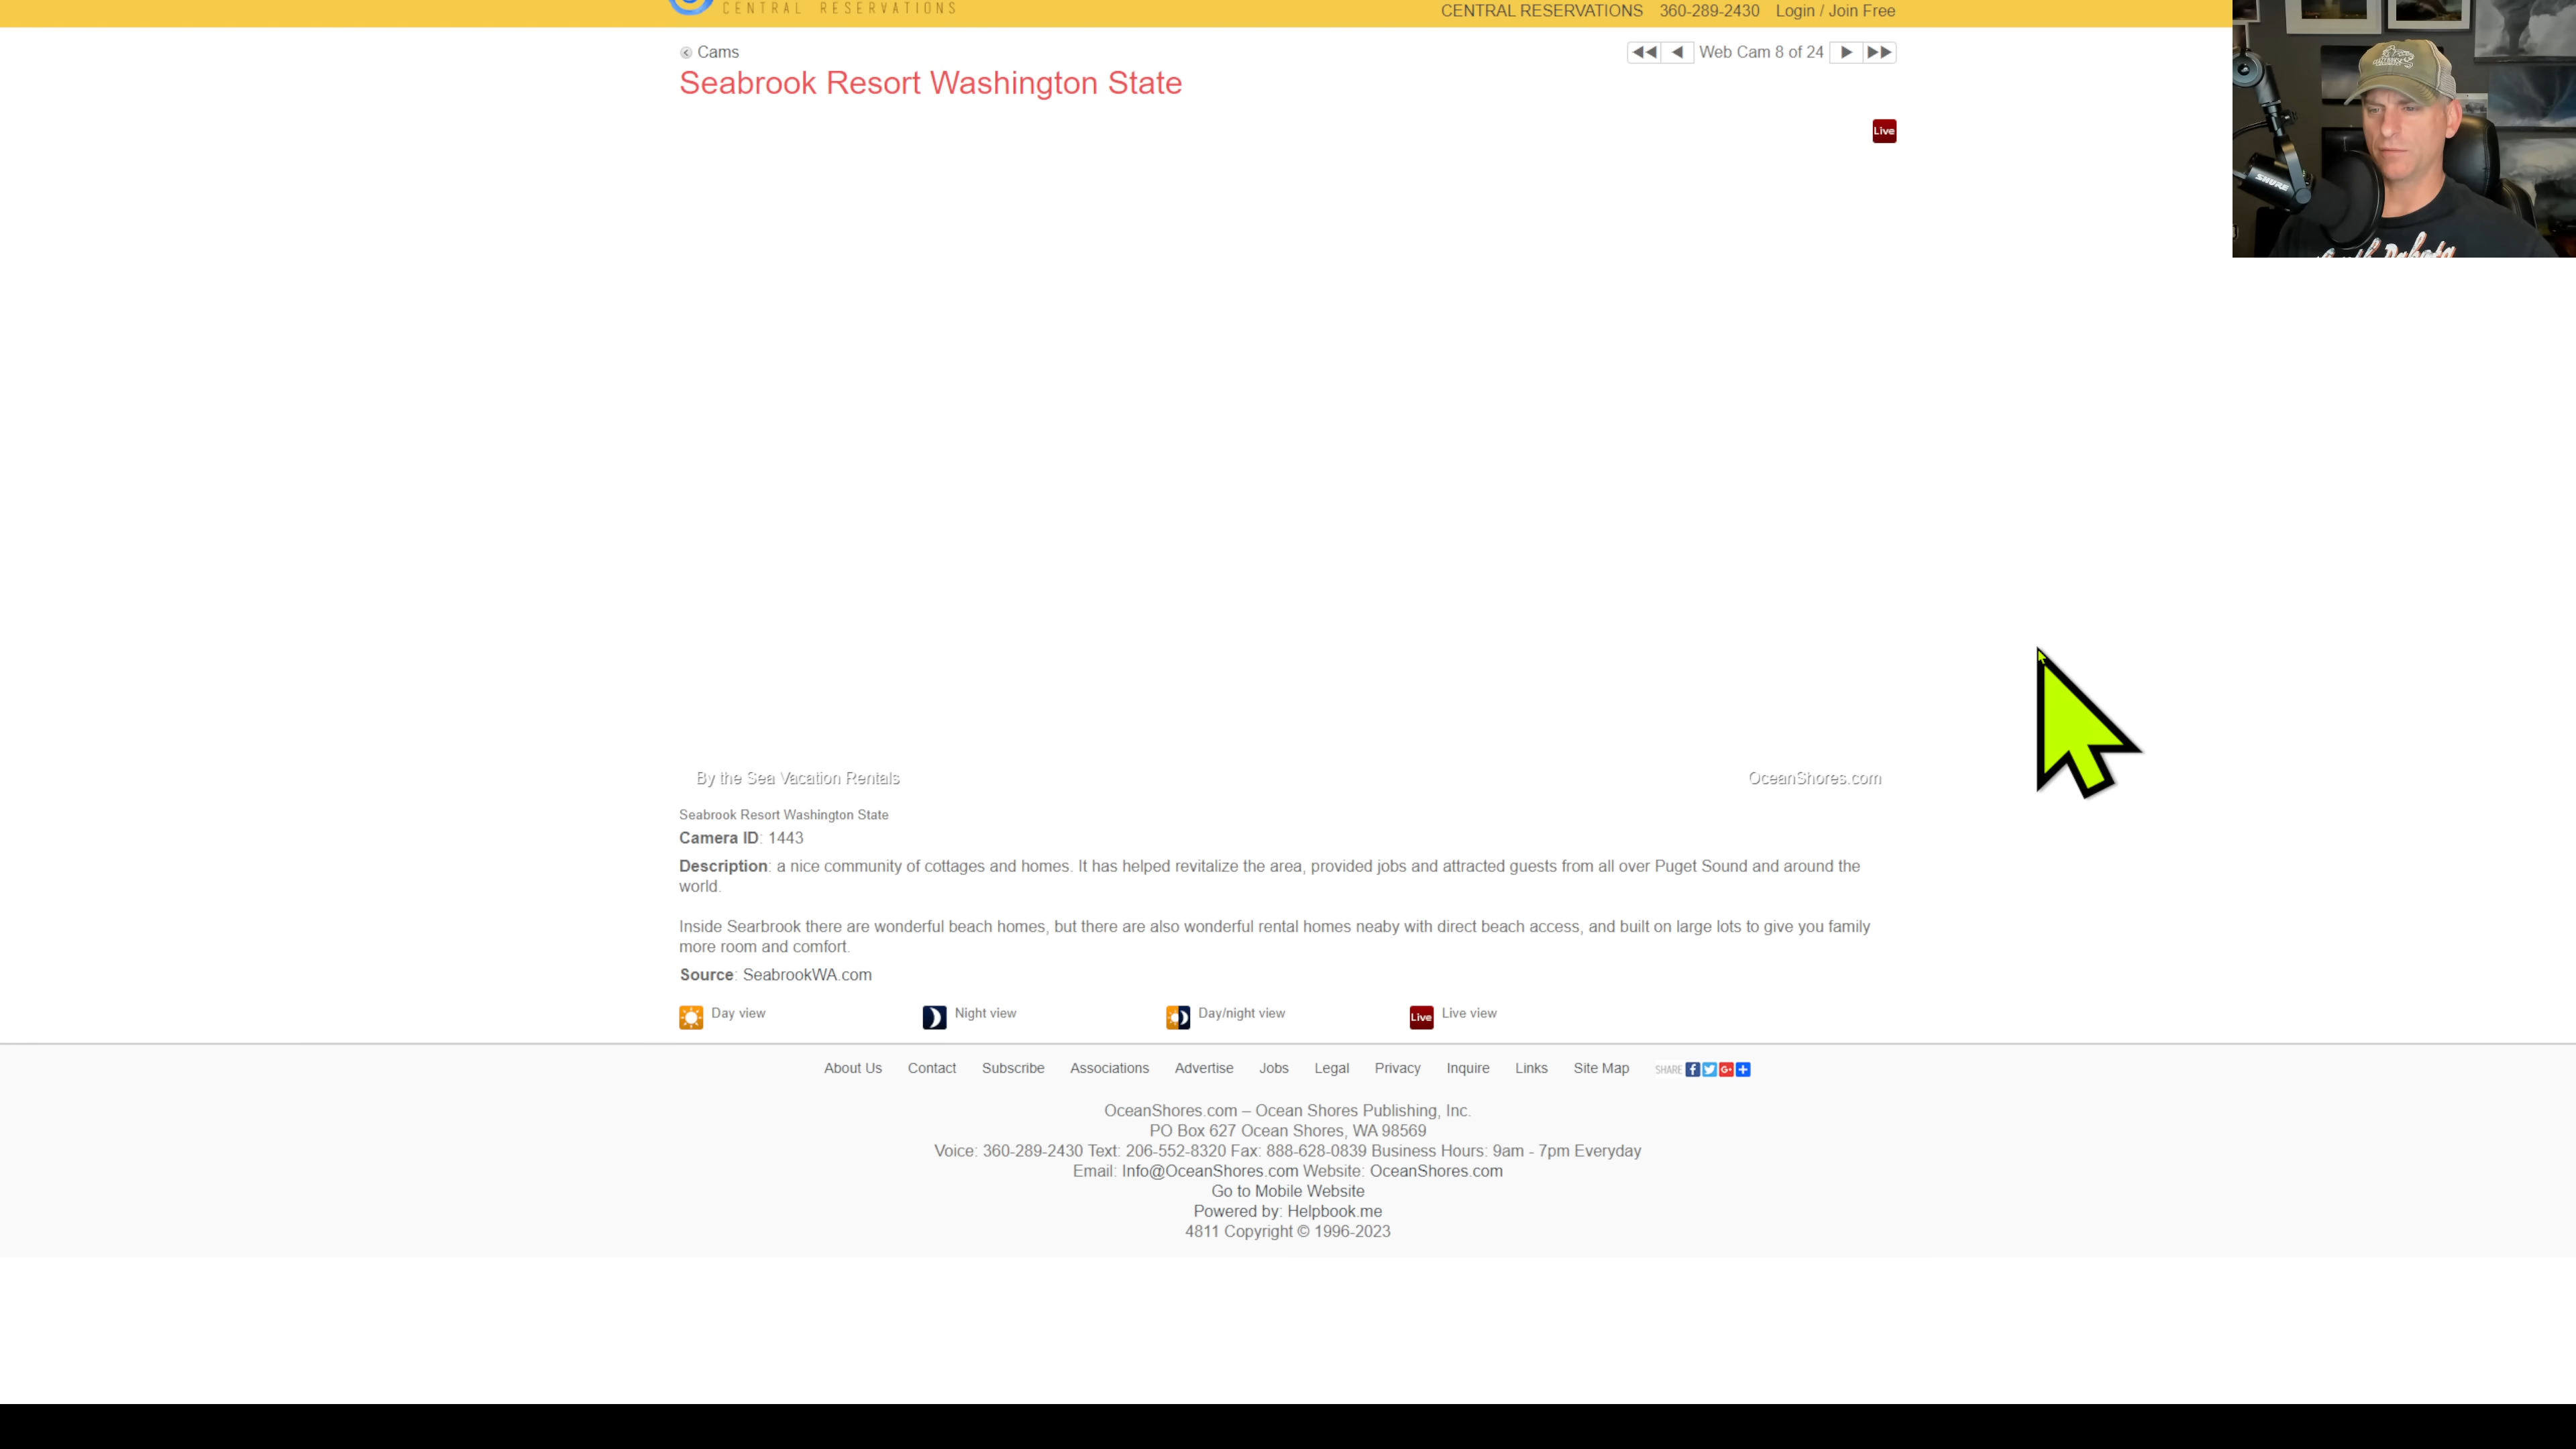 CENTRAL RESERVATIONS
CENTRAL RESERVATIONS 360-289-2430 Login / Join Free
Cams
Web Cam 8 of 24
Seabrook Resort Washington State
Live
SHURE
By the Sea Vacation Rentals
OceanShores.com
Seabrook Resort Washington State
Camera ID: 1443
Description: a nice community of cottages and homes. It has helped revitalize the area, provided jobs and attracted guests from all over Puget Sound and around the
world.
Inside Searbrook there are wonderful beach homes, but there are also wonderful rental homes neaby with direct beach access, and built on large lots to give you family
more room and comfort.
Source: SeabrookWA.com
Day view
Night view
Day/night view
Live
Live view
About Us Contact Subscribe Associations Advertise Jobs Legal Privacy Inquire Links Site Map SHARE
OceanShores.com – Ocean Shores Publishing, Inc.
PO Box 627 Ocean Shores, WA 98569
Voice: 360-289-2430 Text: 206-552-8320 Fax: 888-628-0839 Business Hours: 9am - 7pm Everyday
Email: Info@OceanShores.com Website: OceanShores.com
Go to Mobile Website
Powered by: Helpbook.me
4811 Copyright © 1996-2023